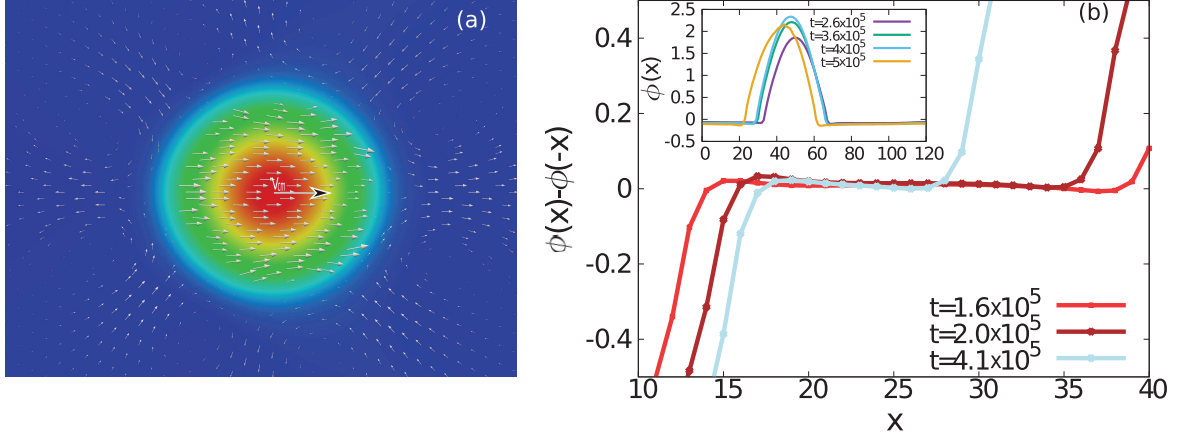 (a)
V_cm
(b)
ϕ(x)-ϕ(-x)
0.4
0.2
0
-0.2
-0.4
10 15 20 25 30 35 40
x
t=1.6x10^5
t=2.0x10^5
t=4.1x10^5
ϕ(x)
2.5
2
1.5
1
0.5
0
-0.5
0 20 40 60 80 100 120
t=2.6x10^5
t=3.6x10^5
t=4x10^5
t=5x10^5